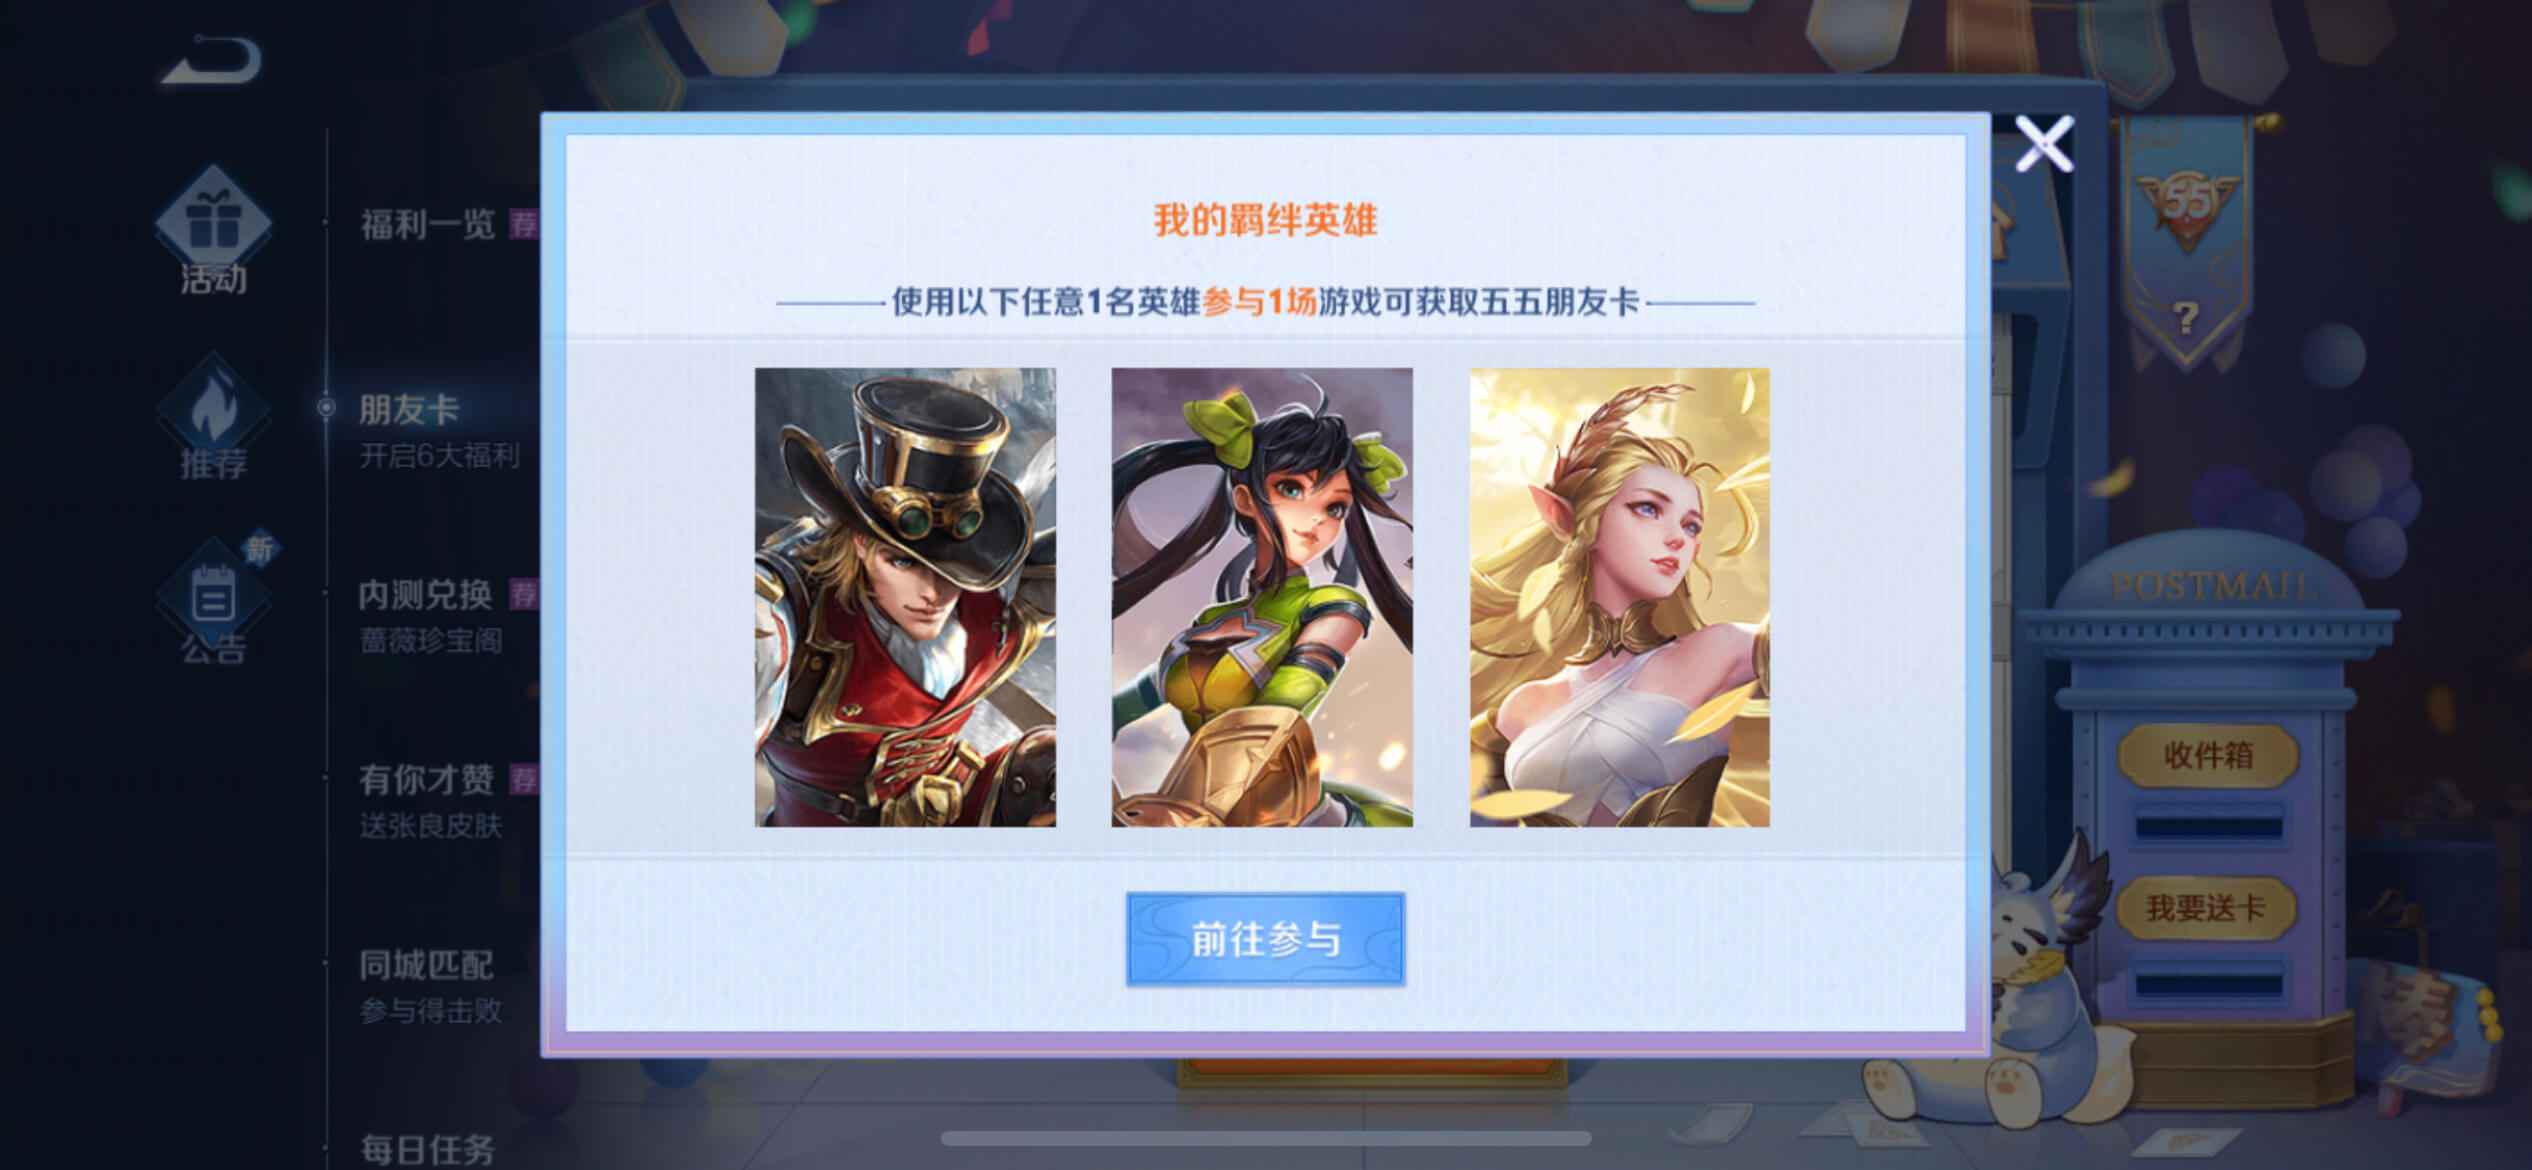 活动
推荐
新
公告
福利一览 荐
朋友卡
开启6大福利
内测兑换 荐
蔷薇珍宝阁
有你才赞 荐
送张良皮肤
同城匹配
参与得击败
每日任务
我的羁绊英雄
使用以下任意1名英雄参与1场游戏可获取五五朋友卡
前往参与
55
?
POSTMAIL
收件箱
我要送卡